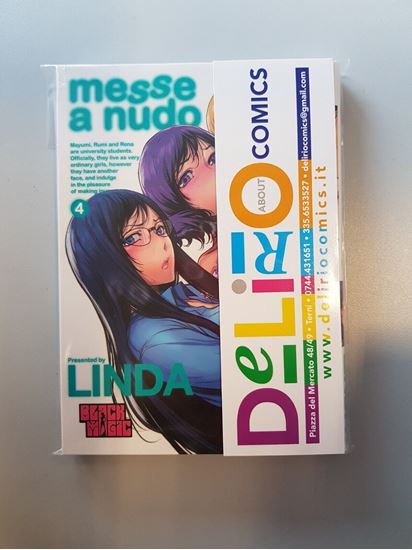 messe
a nudo
Mayumi, Rumi and Rena
are university students.
Officially, they live as very
ordinary girls, however
they have another
face, and indulge
in the pleasure
of making
4
Presented by
LINDA
BLACK
MAGIC
DeLiRiO
ABOUT
COMICS
Piazza del Mercato 48/49 • Terni • 0744.431651 • 335.6533527 • deliriocomics@gmail.com
www.deliriocomics.it